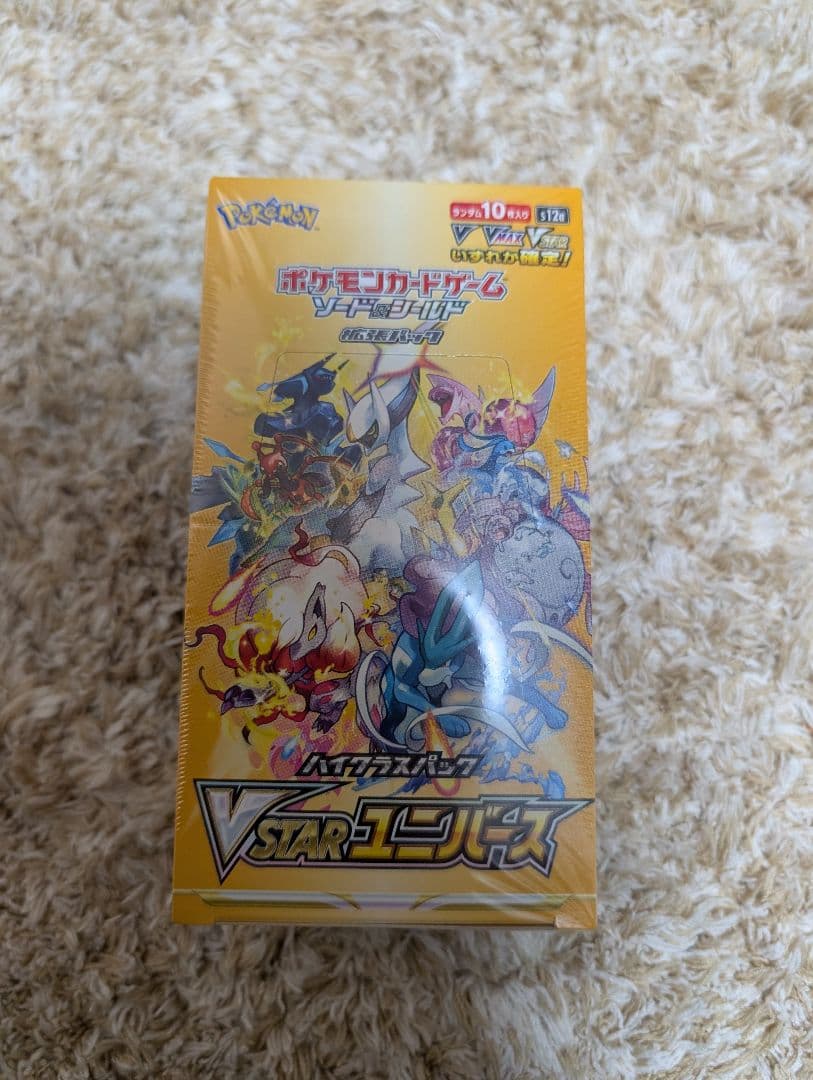 POKéMON
ランダム10枚入り s12a
V VMAX VSTAR
いずれか確定!
ポケモンカードゲーム
ソード&シールド
拡張パック
ハイクラスパック
VSTARユニバース